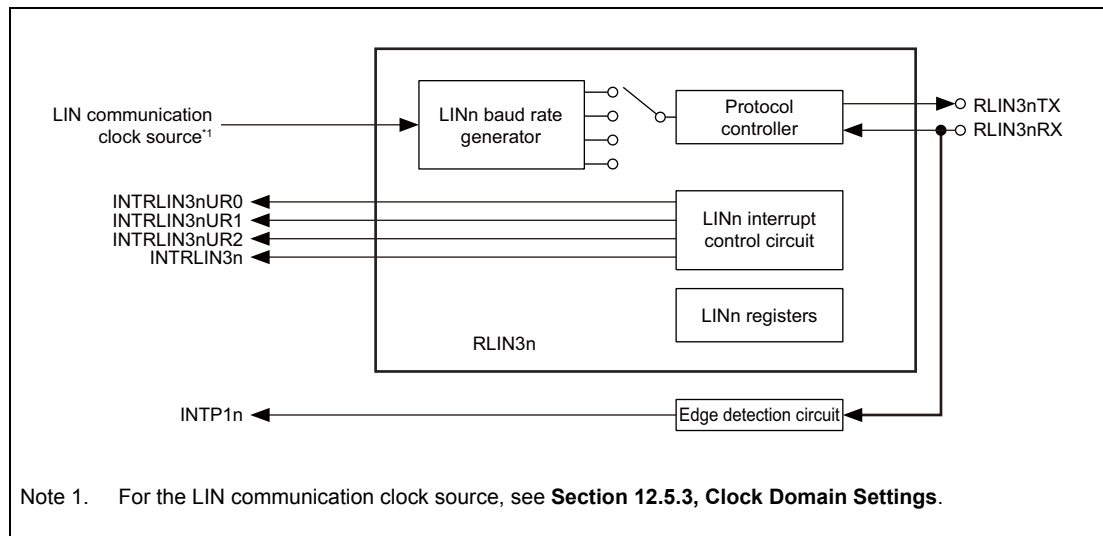 LIN communication
clock source*1
LINn baud rate
generator
Protocol
controller
RLIN3nTX
RLIN3nRX
INTRLIN3nUR0
INTRLIN3nUR1
INTRLIN3nUR2
INTRLIN3n
LINn interrupt
control circuit
LINn registers
RLIN3n
INTP1n
Edge detection circuit
Note 1. For the LIN communication clock source, see Section 12.5.3, Clock Domain Settings.